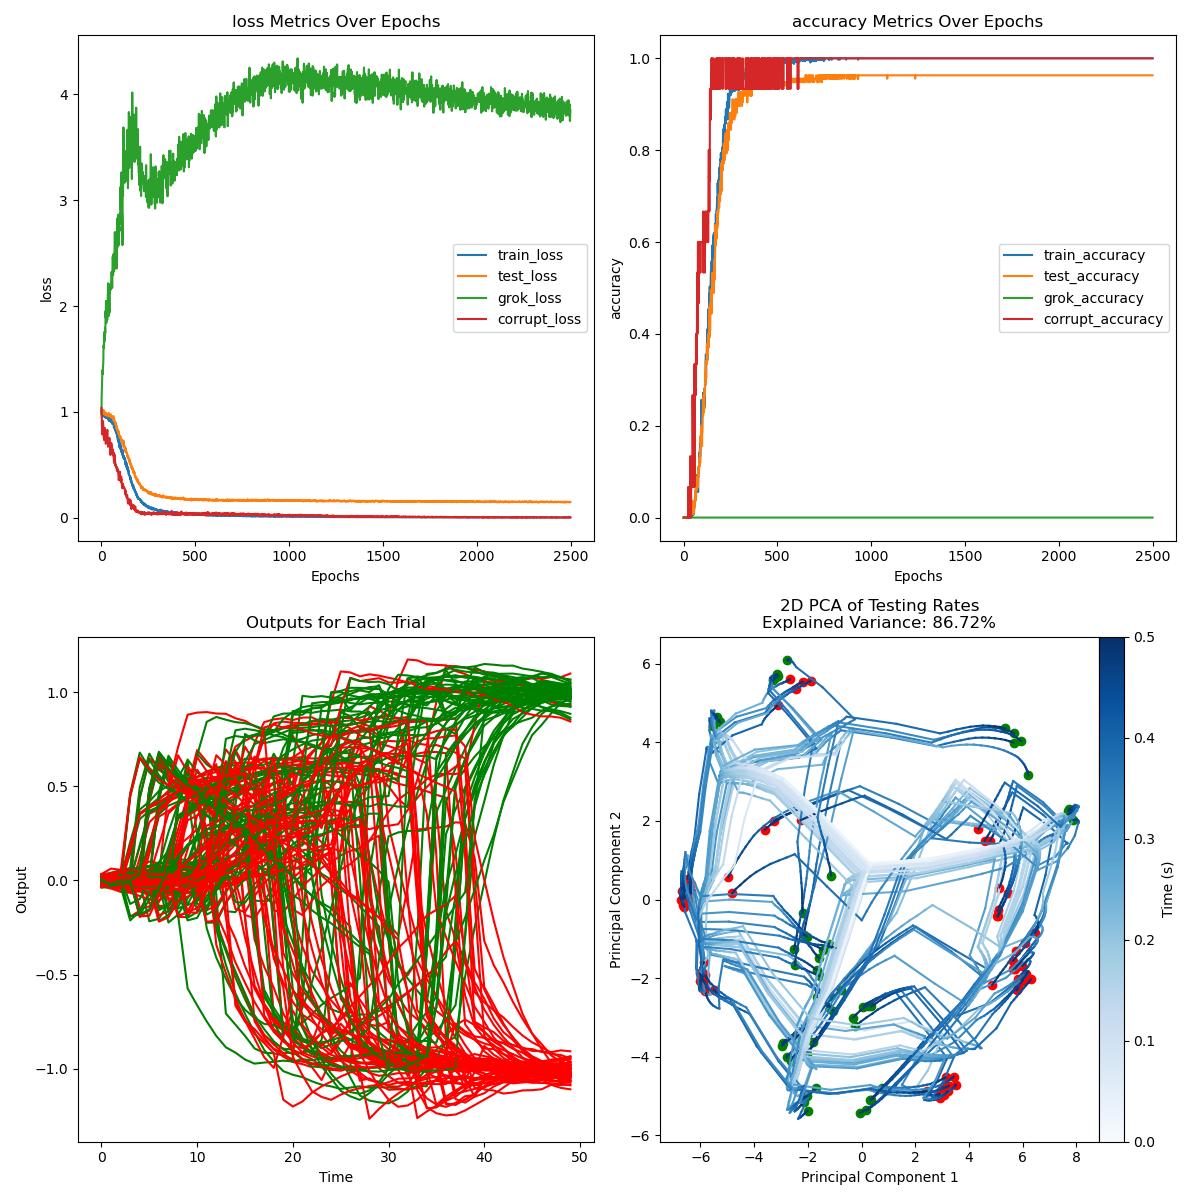 loss Metrics Over Epochs
4
3
2
1
0
loss
0 500 1000 1500 2000 2500
Epochs
train_loss
test_loss
grok_loss
corrupt_loss
accuracy Metrics Over Epochs
1.0
0.8
0.6
0.4
0.2
0.0
accuracy
0 500 1000 1500 2000 2500
Epochs
train_accuracy
test_accuracy
grok_accuracy
corrupt_accuracy
Outputs for Each Trial
1.0
0.5
0.0
−0.5
−1.0
Output
0 10 20 30 40 50
Time
2D PCA of Testing Rates
Explained Variance: 86.72%
6
4
2
0
−2
−4
−6
Principal Component 2
−6 −4 −2 0 2 4 6 8
Principal Component 1
0.5
0.4
0.3
0.2
0.1
0.0
Time (s)